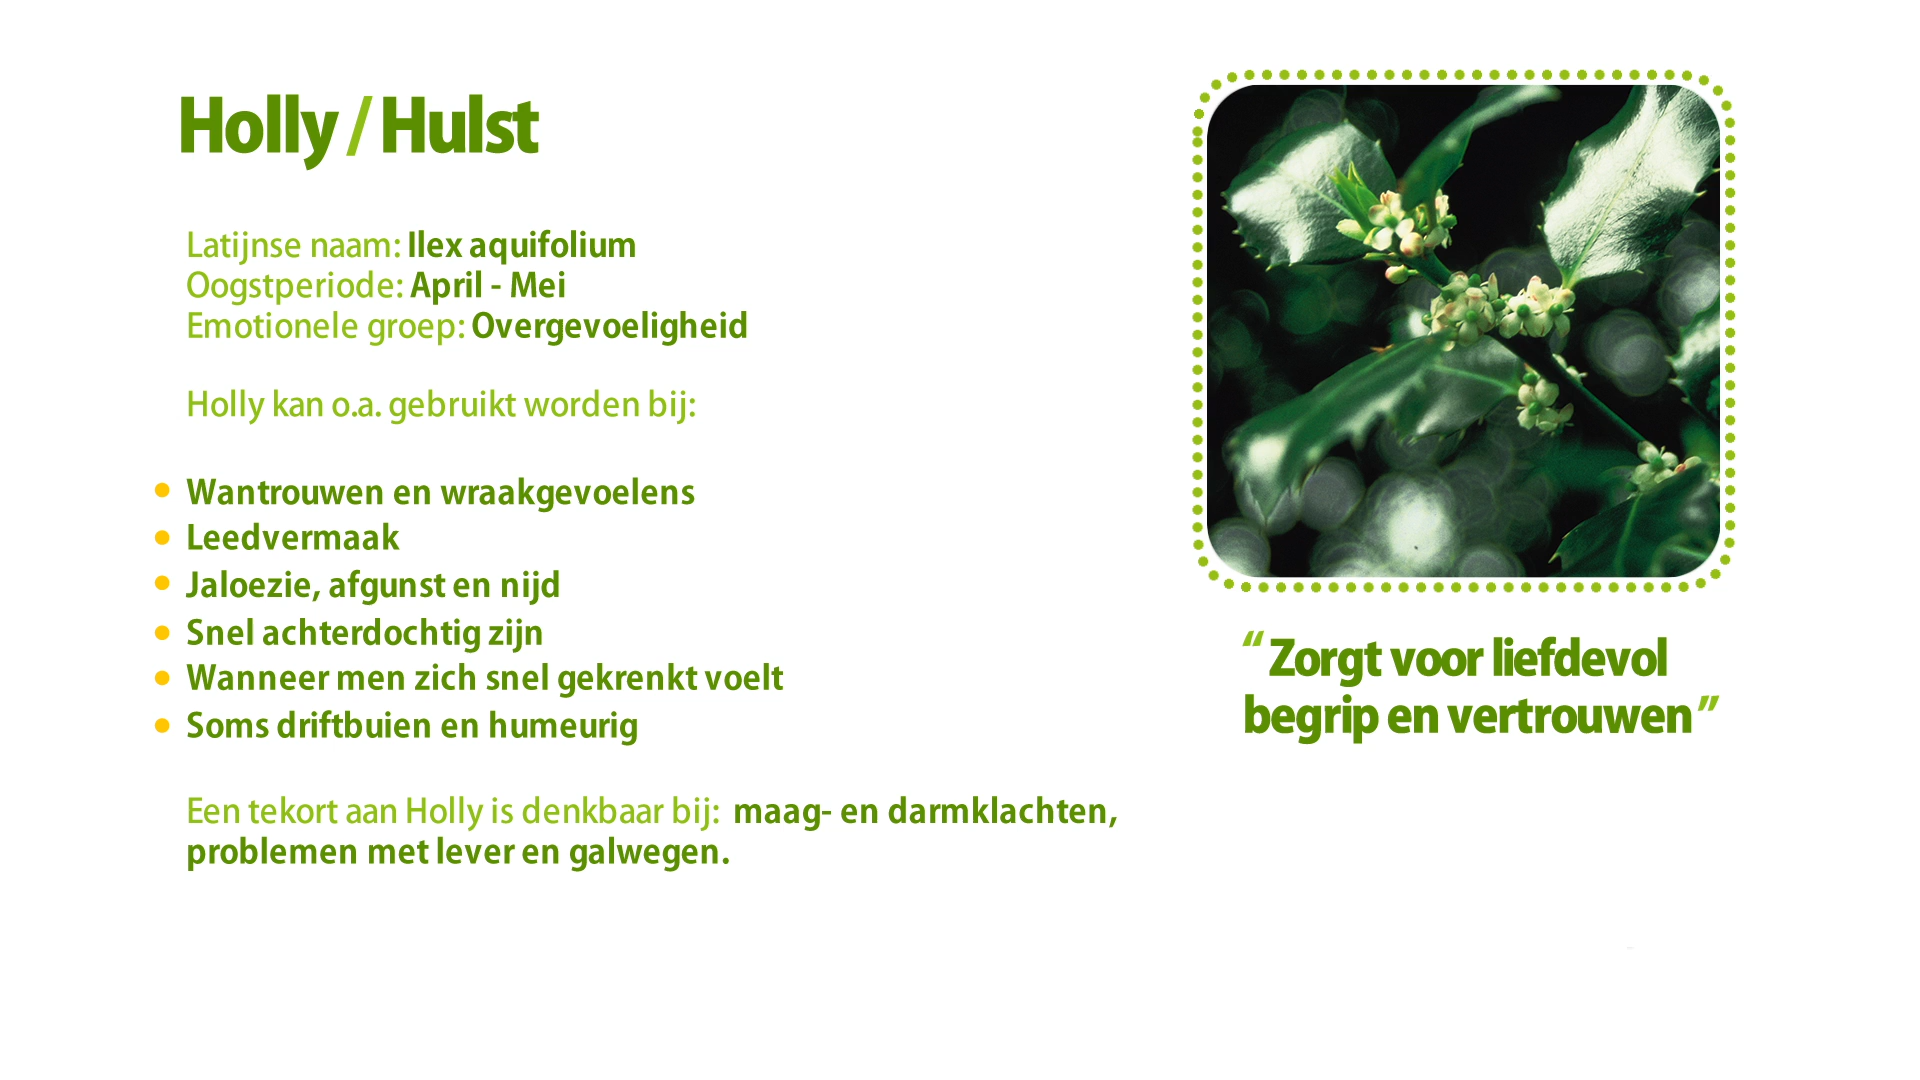 Holly / Hulst
Latijnse naam: Ilex aquifolium
Oogstperiode: April - Mei
Emotionele groep: Overgevoeligheid
Holly kan o.a. gebruikt worden bij:
• Wantrouwen en wraakgevoelens
• Leedvermaak
• Jaloezie, afgunst en nijd
• Snel achterdochtig zijn
• Wanneer men zich snel gekrenkt voelt
• Soms driftbuien en humeurig
Een tekort aan Holly is denkbaar bij: maag- en darmklachten,
problemen met lever en galwegen.
“Zorgt voor liefdevol
begrip en vertrouwen”